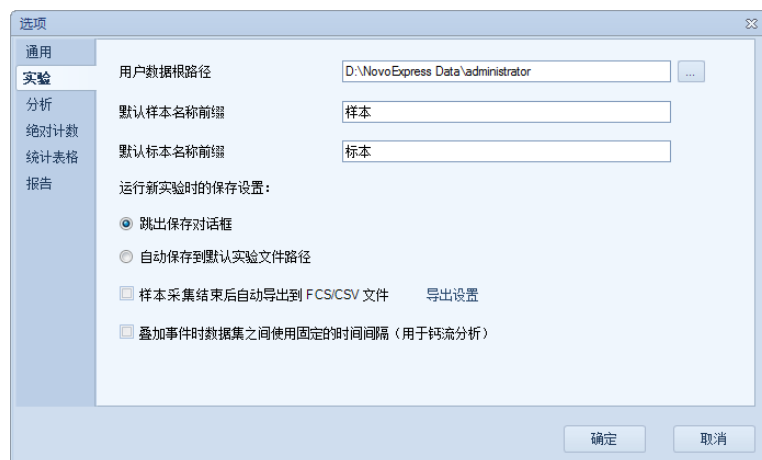 选项
通用
实验
分析
绝对计数
统计表格
报告
用户数据根路径 D:\NovoExpress Data\administrator ...
默认样本名称前缀 样本
默认标本名称前缀 标本
运行新实验时的保存设置：
跳出保存对话框
自动保存到默认实验文件路径
样本采集结束后自动导出到 FCS/CSV 文件 导出设置
叠加事件时数据集之间使用固定的时间间隔（用于钙流分析）
确定 取消